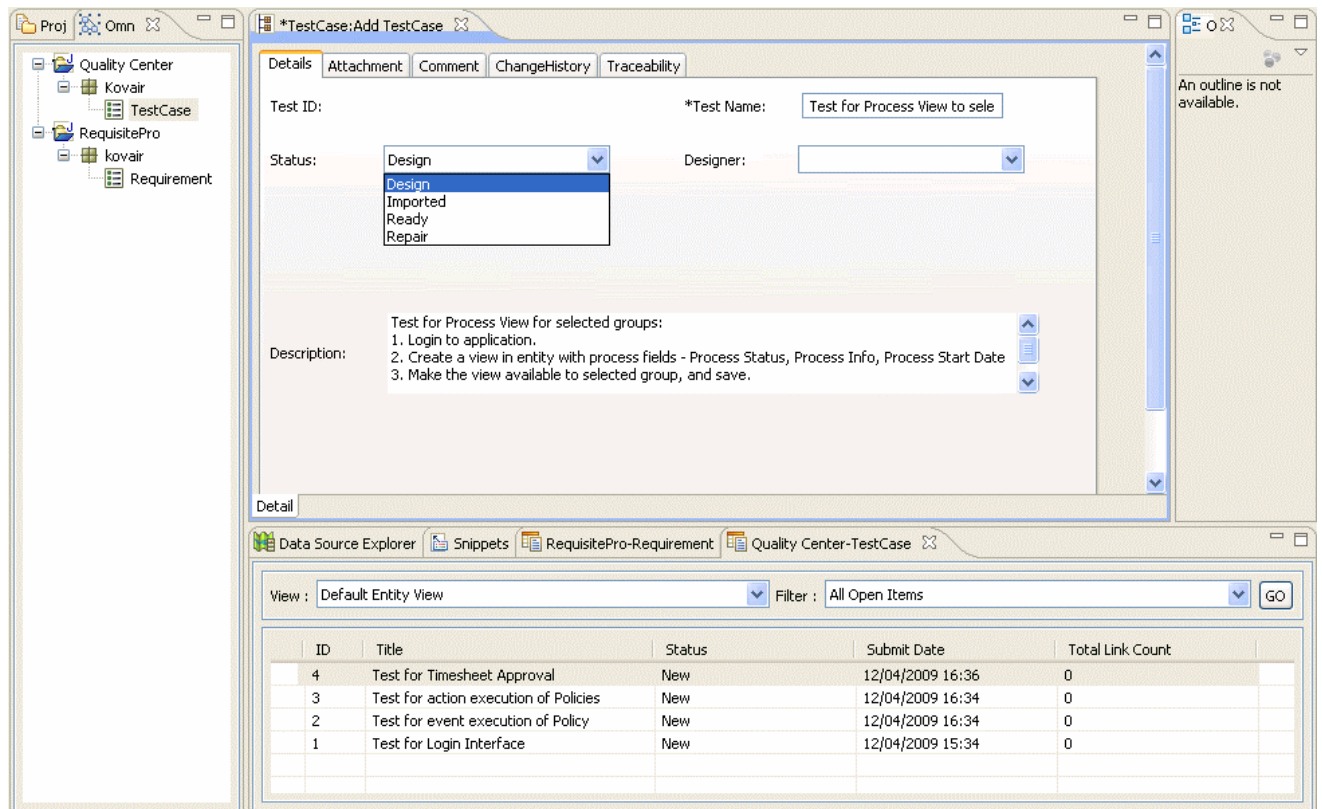 Proj
Omn
*TestCase:Add TestCase
O
Quality Center
Kovair
TestCase
RequisitePro
kovair
Requirement
Details Attachment Comment ChangeHistory Traceability
Test ID:
*Test Name: Test for Process View to sele
Status: Design
Designer:
Design
Imported
Ready
Repair
Description:
Test for Process View for selected groups:
1. Login to application.
2. Create a view in entity with process fields - Process Status, Process Info, Process Start Date
3. Make the view available to selected group, and save.
Detail
An outline is not
available.
Data Source Explorer Snippets RequisitePro-Requirement Quality Center-TestCase
View : Default Entity View Filter : All Open Items GO
ID Title Status Submit Date Total Link Count
4 Test for Timesheet Approval New 12/04/2009 16:36 0
3 Test for action execution of Policies New 12/04/2009 16:34 0
2 Test for event execution of Policy New 12/04/2009 16:34 0
1 Test for Login Interface New 12/04/2009 15:34 0